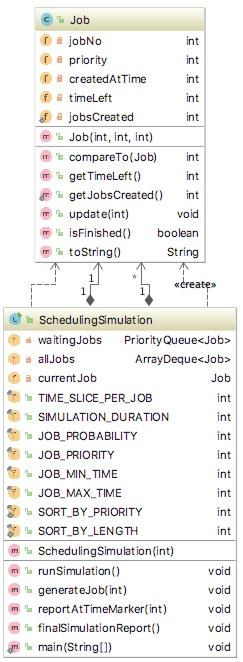 Job
jobNo int
priority int
createdAtTime int
timeLeft int
jobsCreated int
Job(int, int, int)
compareTo(Job) int
getTimeLeft() int
getJobsCreated() int
update(int) void
isFinished() boolean
toString() String
1 *
«create»
1 1
SchedulingSimulation
waitingJobs PriorityQueue<Job>
allJobs ArrayDeque<Job>
currentJob Job
TIME_SLICE_PER_JOB int
SIMULATION_DURATION int
JOB_PROBABILITY int
JOB_PRIORITY int
JOB_MIN_TIME int
JOB_MAX_TIME int
SORT_BY_PRIORITY int
SORT_BY_LENGTH int
SchedulingSimulation(int)
runSimulation() void
generateJob(int) void
reportAtTimeMarker(int) void
finalSimulationReport() void
main(String[]) void